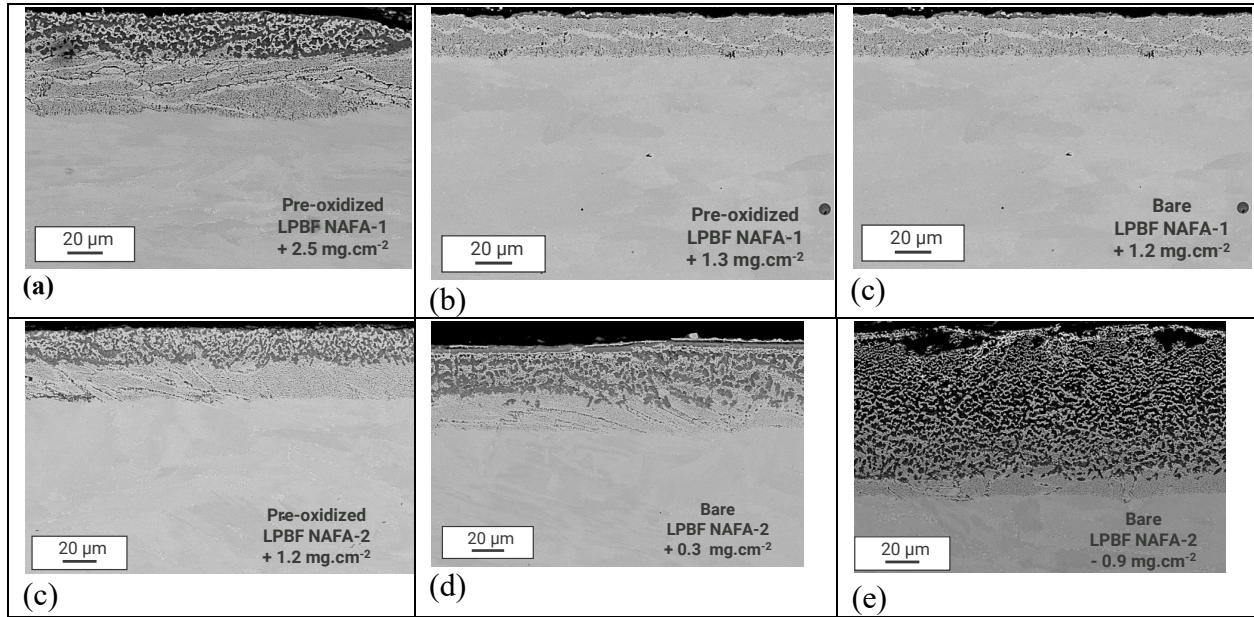 Pre-oxidized
LPBF NAFA-1
+ 2.5 mg.cm⁻²
20 µm
(a)
Pre-oxidized
LPBF NAFA-1
+ 1.3 mg.cm⁻²
20 µm
(b)
Bare
LPBF NAFA-1
+ 1.2 mg.cm⁻²
20 µm
(c)
Pre-oxidized
LPBF NAFA-2
+ 1.2 mg.cm⁻²
20 µm
(c)
Bare
LPBF NAFA-2
+ 0.3 mg.cm⁻²
20 µm
(d)
Bare
LPBF NAFA-2
- 0.9 mg.cm⁻²
20 µm
(e)